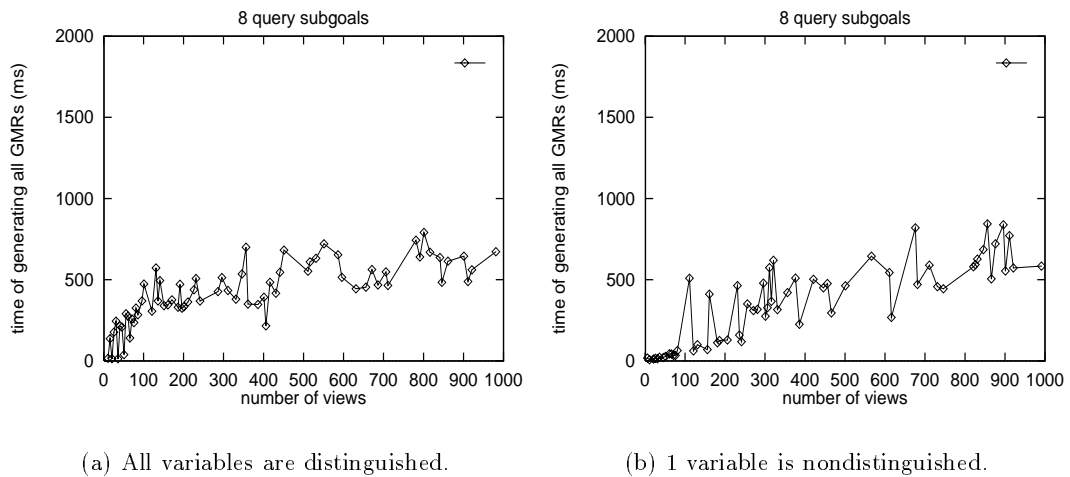 8 query subgoals
2000
1500
1000
500
0
time of generating all GMRs (ms)
0 100 200 300 400 500 600 700 800 900 1000
number of views
(a) All variables are distinguished.
8 query subgoals
2000
1500
1000
500
0
time of generating all GMRs (ms)
0 100 200 300 400 500 600 700 800 900 1000
number of views
(b) 1 variable is nondistinguished.